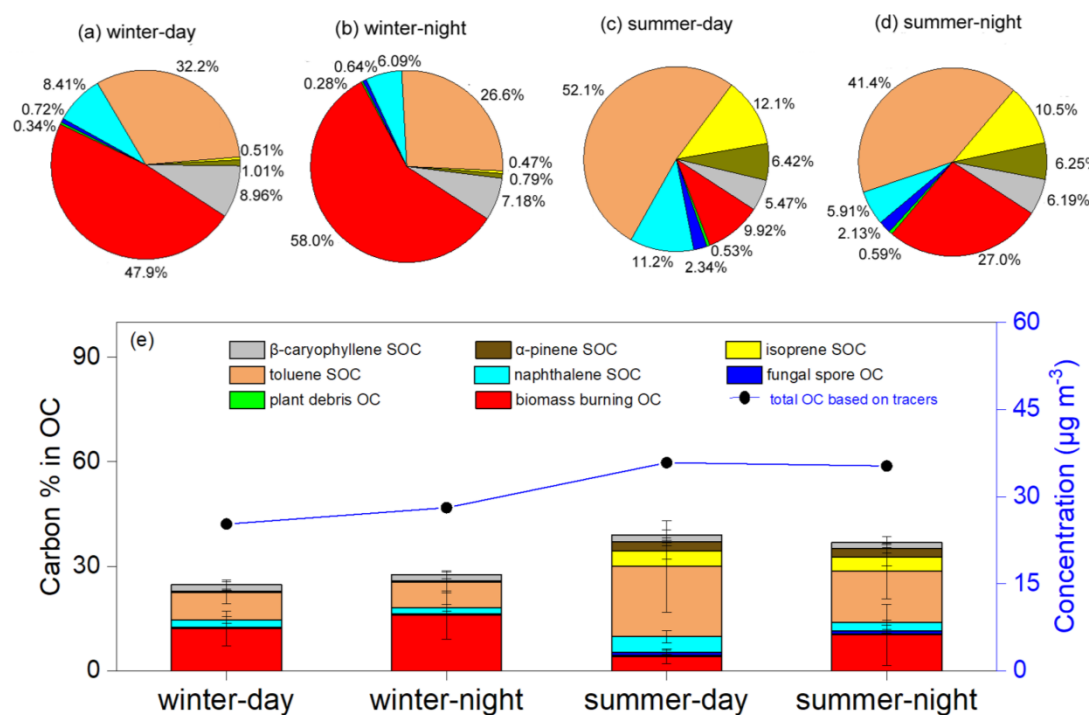 (a) winter-day
(b) winter-night
(c) summer-day
(d) summer-night
32.2%
8.41%
0.72%
0.34%
0.51%
1.01%
8.96%
47.9%
6.09%
0.64%
0.28%
26.6%
0.47%
0.79%
7.18%
58.0%
52.1%
12.1%
6.42%
5.47%
9.92%
0.53%
2.34%
11.2%
41.4%
10.5%
6.25%
6.19%
27.0%
0.59%
2.13%
5.91%
(e)
β-caryophyllene SOC
α-pinene SOC
isoprene SOC
toluene SOC
naphthalene SOC
fungal spore OC
plant debris OC
biomass burning OC
total OC based on tracers
Carbon % in OC
90
60
30
0
Concentration (μg m⁻³)
60
45
30
15
0
winter-day
winter-night
summer-day
summer-night